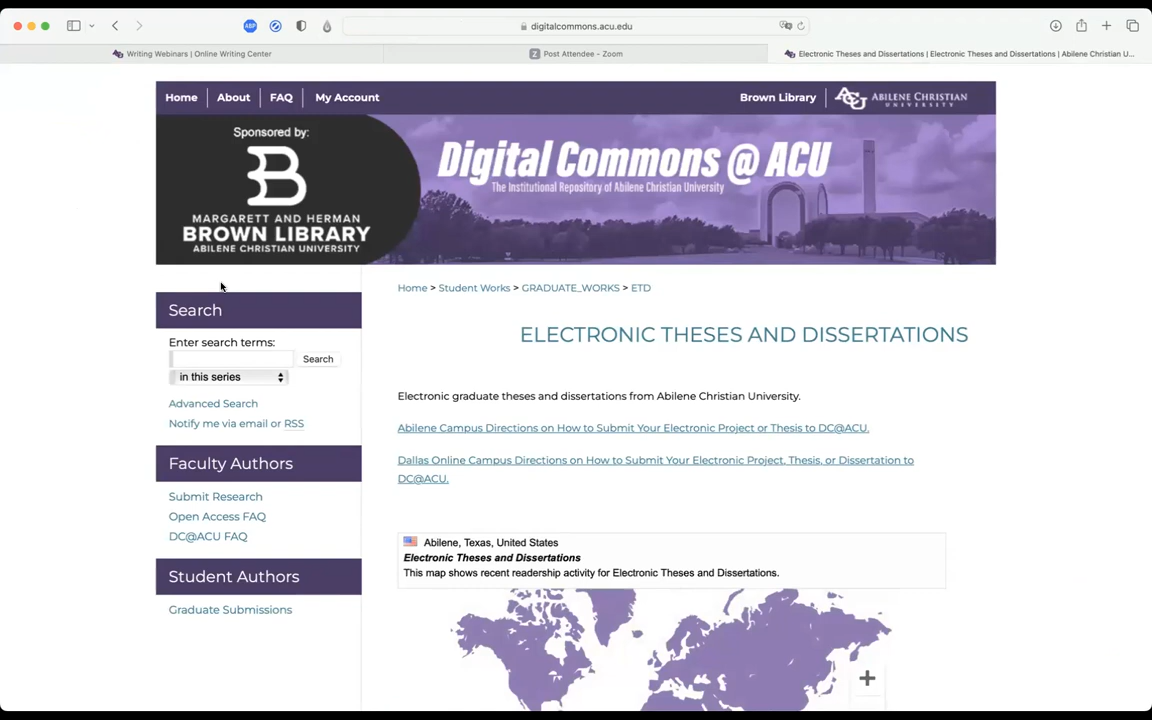 digitalcommons.acu.edu
Writing Webinars | Online Writing Center
Post Attendee - Zoom
Electronic Theses and Dissertations | Electronic Theses and Dissertations | Abilene Christian U...
Home About FAQ My Account Brown Library ABILENE CHRISTIAN UNIVERSITY
Sponsored by:
B
MARGARETT AND HERMAN
BROWN LIBRARY
ABILENE CHRISTIAN UNIVERSITY
Digital Commons @ ACU
The Institutional Repository of Abilene Christian University
Home > Student Works > GRADUATE_WORKS > ETD
Search
Enter search terms:
Search
in this series
Advanced Search
Notify me via email or RSS
Faculty Authors
Submit Research
Open Access FAQ
DC@ACU FAQ
Student Authors
Graduate Submissions
ELECTRONIC THESES AND DISSERTATIONS
Electronic graduate theses and dissertations from Abilene Christian University.
Abilene Campus Directions on How to Submit Your Electronic Project or Thesis to DC@ACU.
Dallas Online Campus Directions on How to Submit Your Electronic Project, Thesis, or Dissertation to
DC@ACU.
Abilene, Texas, United States
Electronic Theses and Dissertations
This map shows recent readership activity for Electronic Theses and Dissertations.
+